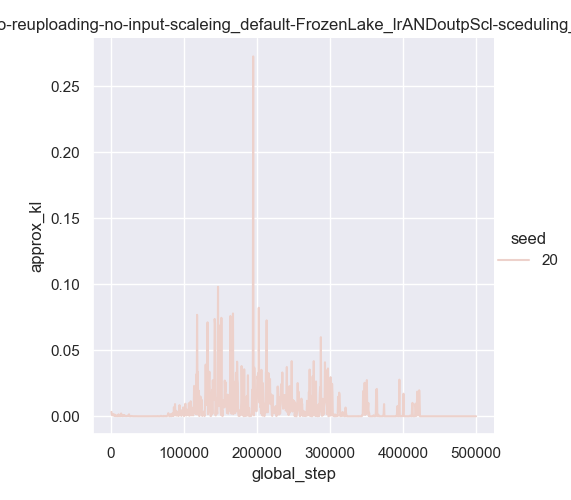 o-reuploading-no-input-scaleing_default-FrozenLake_lrANDoutpScl-sceduling_
0.25
0.20
0.15
0.10
0.05
0.00
approx_kl
0 100000 200000 300000 400000 500000
global_step
seed
20